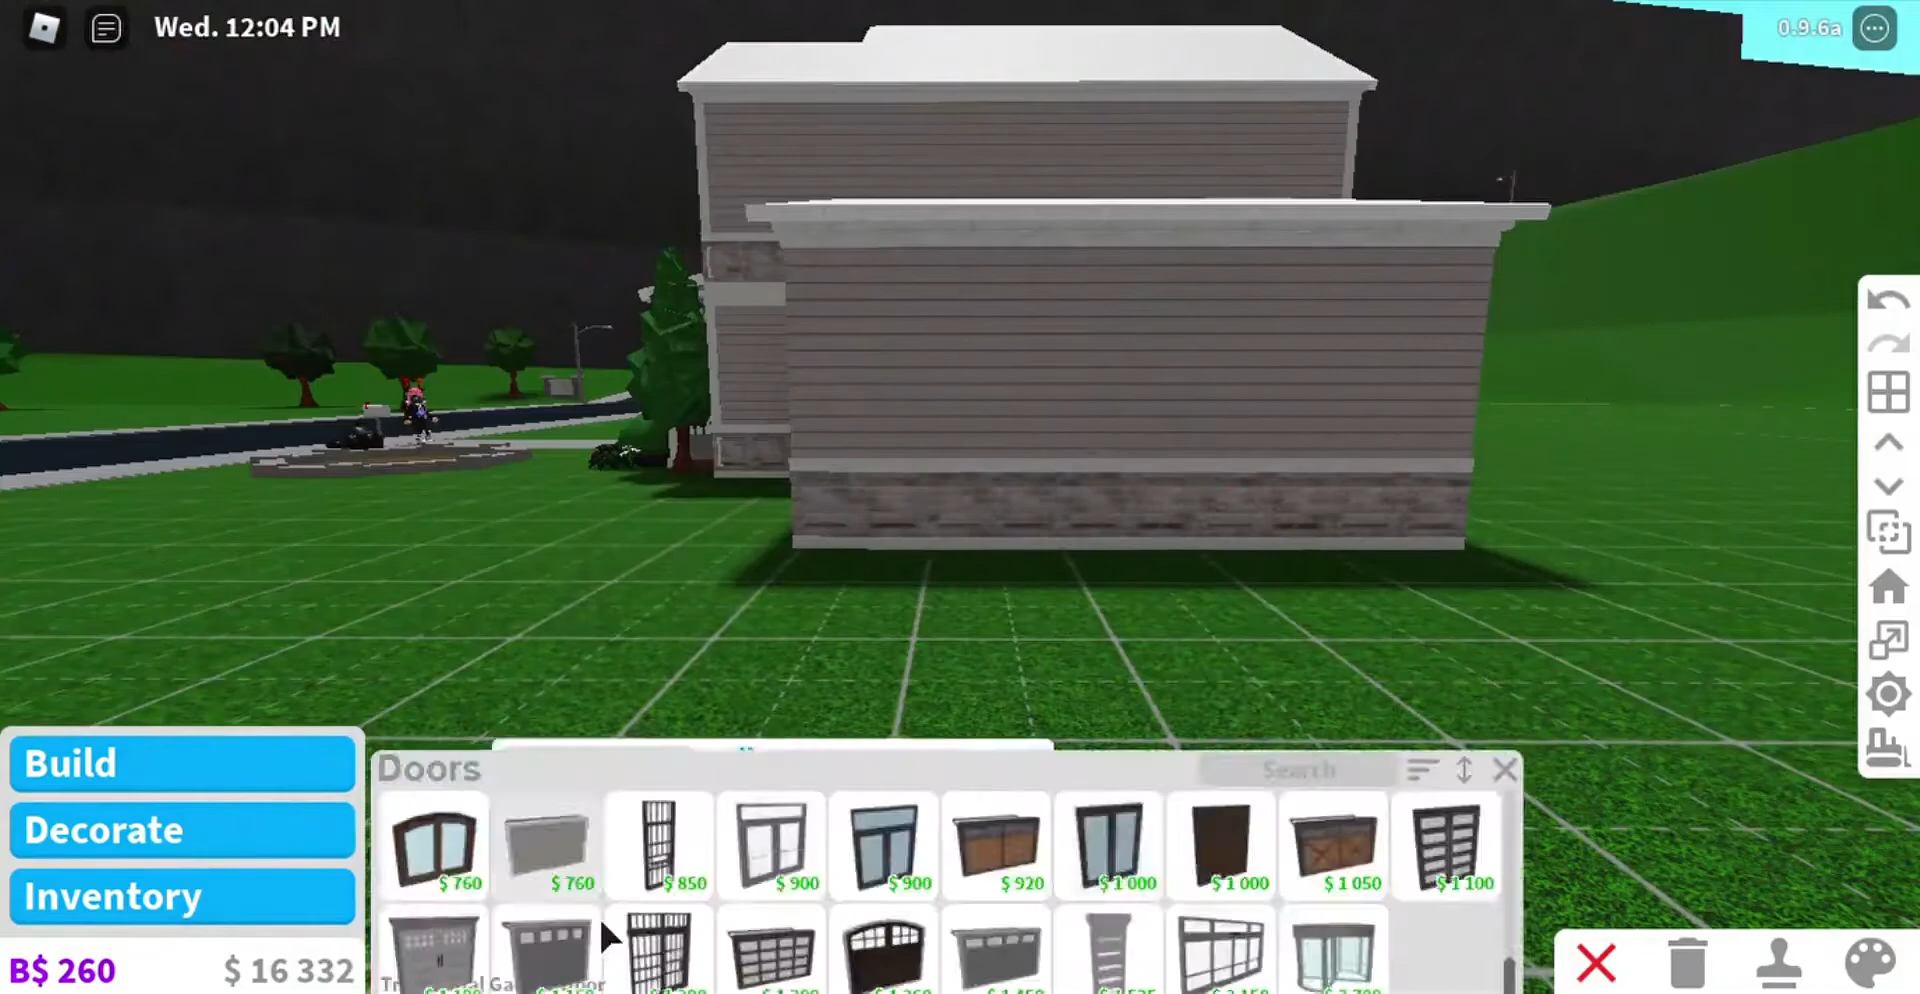 Wed. 12:04 PM
0.9.6a
Build
Decorate
Inventory
B$ 260
$ 16 332
Doors
Search
$ 760
$ 760
$ 850
$ 900
$ 900
$ 920
$ 1 000
$ 1 000
$ 1 050
$ 1 100